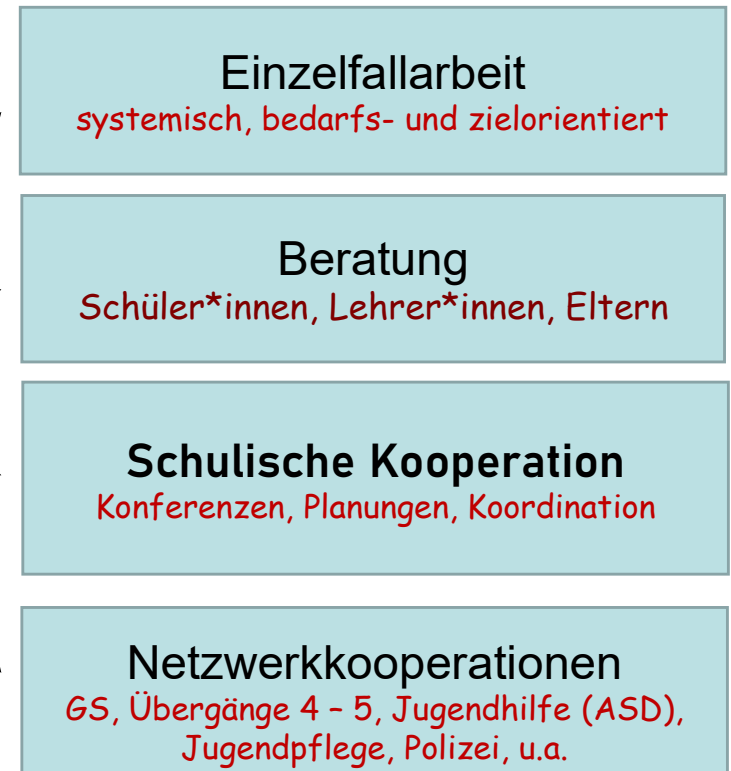 Einzelfallarbeit
systemisch, bedarfs- und zielorientiert
Beratung
Schüler*innen, Lehrer*innen, Eltern
Schulische Kooperation
Konferenzen, Planungen, Koordination
Netzwerkkooperationen
GS, Übergänge 4 – 5, Jugendhilfe (ASD),
Jugendpflege, Polizei, u.a.